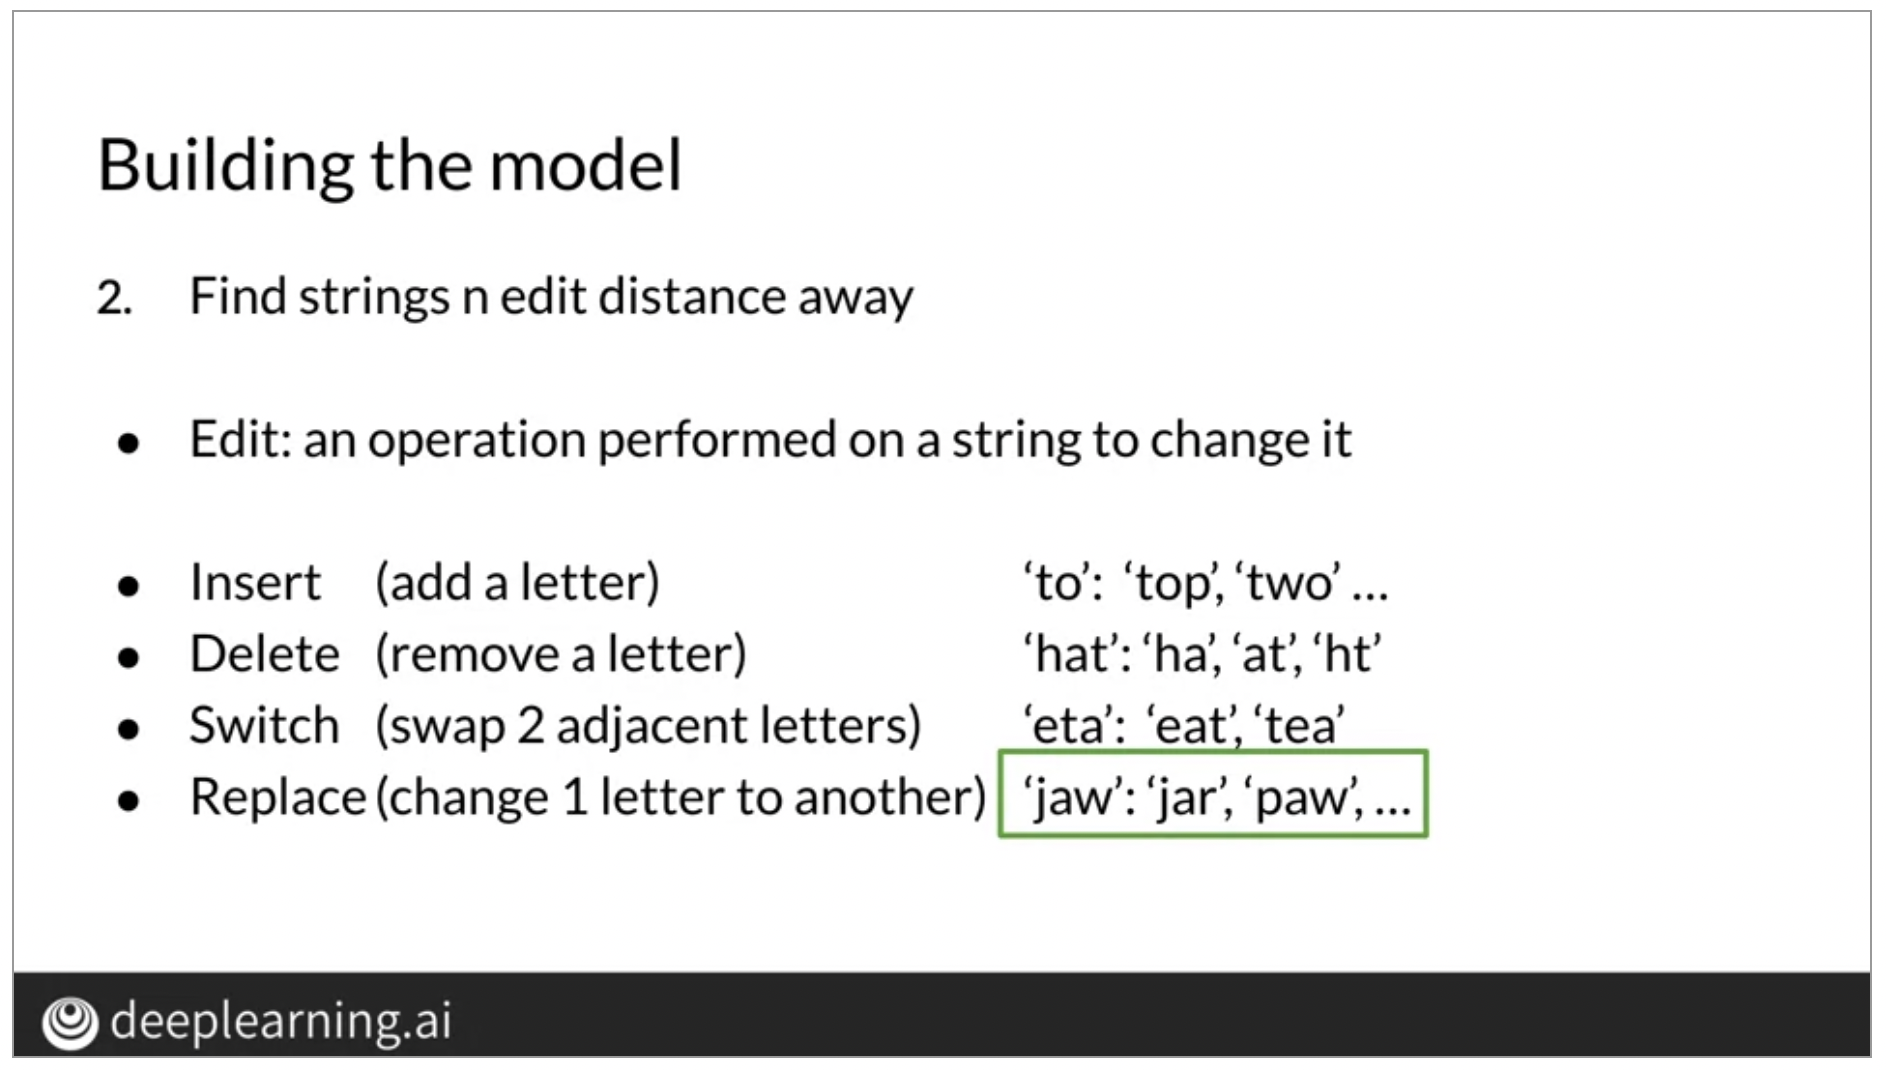 Building the model
2. Find strings n edit distance away
● Edit: an operation performed on a string to change it
● Insert (add a letter) ‘to’: ‘top’, ‘two’ ...
● Delete (remove a letter) ‘hat’: ‘ha’, ‘at’, ‘ht’
● Switch (swap 2 adjacent letters) ‘eta’: ‘eat’, ‘tea’
● Replace (change 1 letter to another) ‘jaw’: ‘jar’, ‘paw’, ...
deeplearning.ai